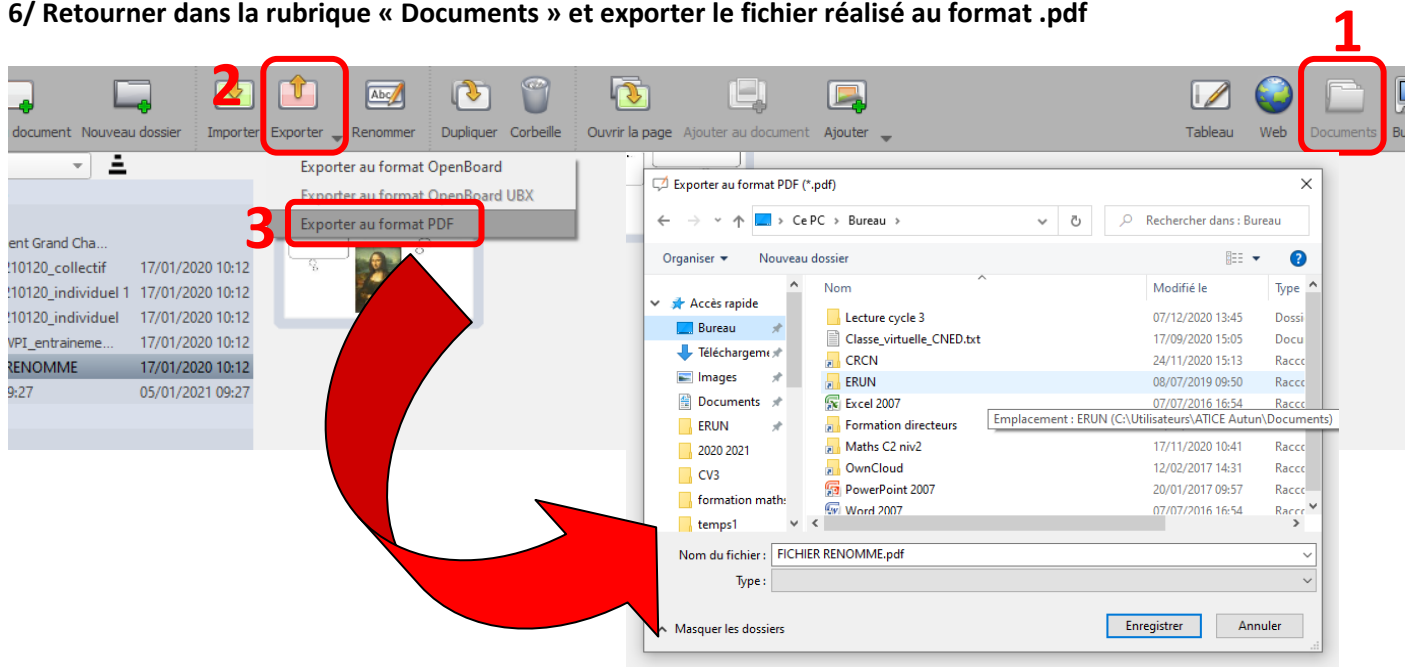 6/ Retourner dans la rubrique « Documents » et exporter le fichier réalisé au format .pdf
1
2
document Nouveau dossier Importer Exporter Renommer Dupliquer Corbeille Ouvrir la page Ajouter au document Ajouter Tableau Web Documents Bu
Abc
Exporter au format OpenBoard
Exporter au format OpenBoard UBX
3 Exporter au format PDF
ent Grand Cha...
210120_collectif 17/01/2020 10:12
210120_individuel 1 17/01/2020 10:12
210120_individuel 17/01/2020 10:12
VPI_entraineme... 17/01/2020 10:12
RENOMME 17/01/2020 10:12
9:27 05/01/2021 09:27
Exporter au format PDF (*.pdf)
Ce PC > Bureau >
Rechercher dans : Bureau
Organiser Nouveau dossier
Nom Modifié le Type
Accès rapide
Bureau
Téléchargeme
Images
Documents
ERUN
2020 2021
CV3
formation maths
temps1
Lecture cycle 3 07/12/2020 13:45 Dossi
Classe_virtuelle_CNED.txt 17/09/2020 15:05 Docu
CRCN 24/11/2020 15:13 Racco
ERUN 08/07/2019 09:50 Racco
Excel 2007 07/07/2016 16:54 Racco
Formation directeurs
Emplacement : ERUN (C:\Utilisateurs\ATICE Autun\Documents)
Maths C2 niv2 17/11/2020 10:41 Racco
OwnCloud 12/02/2017 14:31 Racco
PowerPoint 2007 20/01/2017 09:57 Racco
Word 2007 07/07/2016 16:54 Racco
Nom du fichier : FICHIER RENOMME.pdf
Type :
Masquer les dossiers
Enregistrer Annuler